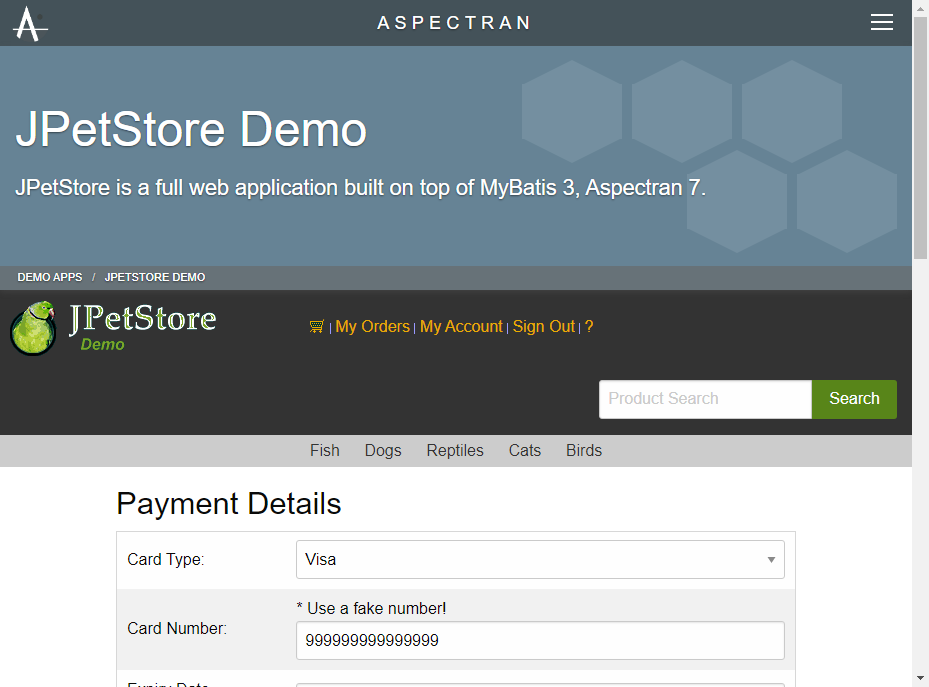 ASPECTRAN
JPetStore Demo
JPetStore is a full web application built on top of MyBatis 3, Aspectran 7.
DEMO APPS / JPETSTORE DEMO
JPetStore
Demo
| My Orders | My Account | Sign Out | ?
Product Search Search
Fish Dogs Reptiles Cats Birds
Payment Details
Card Type: Visa
* Use a fake number!
Card Number: 999999999999999
Expiry Date